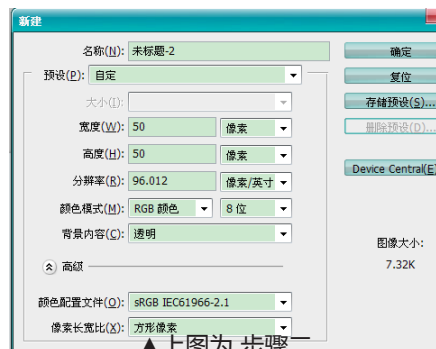 新建
名称(N): 未标题-2
确定
预设(P): 自定
复位
大小(I):
存储预设(S)...
宽度(W): 50 像素
删除预设(D)...
高度(H): 50 像素
分辨率(R): 96.012 像素/英寸
Device Central(E)
颜色模式(M): RGB 颜色 8 位
背景内容(C): 透明
图像大小:
7.32K
高级
颜色配置文件(O): sRGB IEC61966-2.1
像素长宽比(X): 方形像素
▲上图为 步骤二